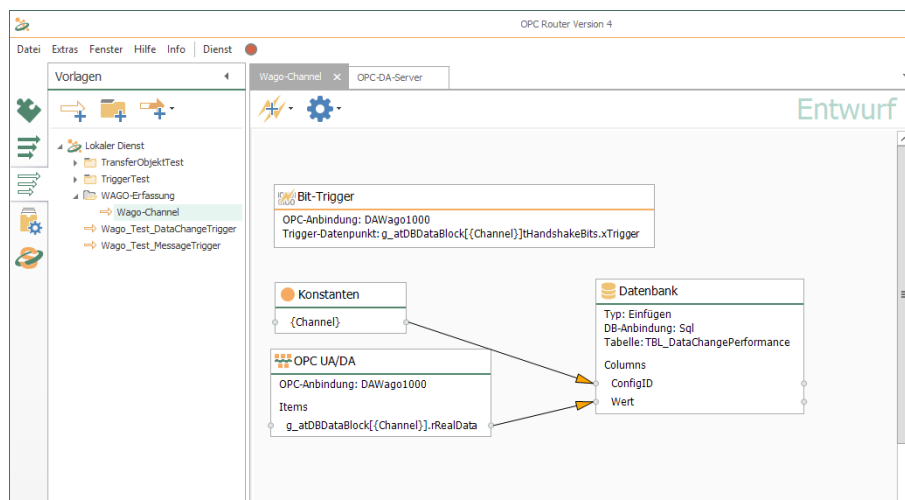 OPC Router Version 4
Datei Extras Fenster Hilfe Info Dienst
Vorlagen
Wago-Channel
OPC-DA-Server
Entwurf
Lokaler Dienst
TransferObjektTest
TriggerTest
WAGO-Erfassung
Wago-Channel
Wago_Test_DataChangeTrigger
Wago_Test_MessageTrigger
Bit-Trigger
OPC-Anbindung: DAWago1000
Trigger-Datenpunkt: g_atDBDataBlock[{Channel}]tHandshakeBits.xTrigger
Konstanten
{Channel}
OPC UA/DA
OPC-Anbindung: DAWago1000
Items
g_atDBDataBlock[{Channel}].rRealData
Datenbank
Typ: Einfügen
DB-Anbindung: Sql
Tabelle: TBL_DataChangePerformance
Columns
ConfigID
Wert